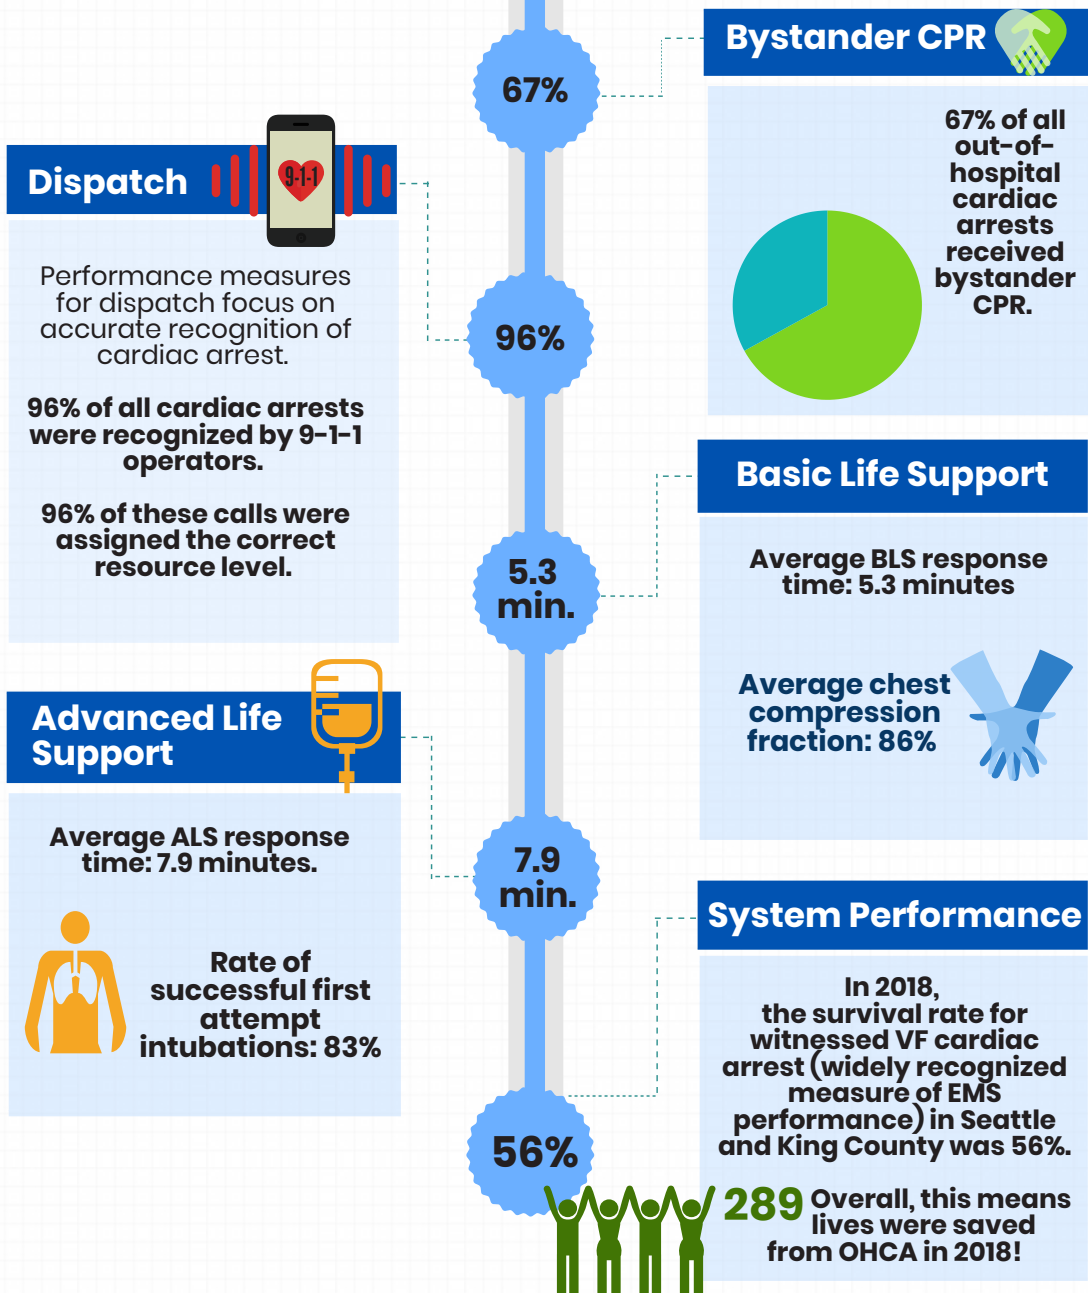 67%
Bystander CPR
67% of all
out-of-
hospital
cardiac
arrests
received
bystander
CPR.
Dispatch
9-1-1
Performance measures
for dispatch focus on
accurate recognition of
cardiac arrest.
96% of all cardiac arrests
were recognized by 9-1-1
operators.
96% of these calls were
assigned the correct
resource level.
96%
Basic Life Support
Average BLS response
time: 5.3 minutes
Average chest
compression
fraction: 86%
5.3
min.
Advanced Life
Support
Average ALS response
time: 7.9 minutes.
Rate of
successful first
attempt
intubations: 83%
7.9
min.
System Performance
In 2018,
the survival rate for
witnessed VF cardiac
arrest (widely recognized
measure of EMS
performance) in Seattle
and King County was 56%.
56%
289 Overall, this means
lives were saved
from OHCA in 2018!